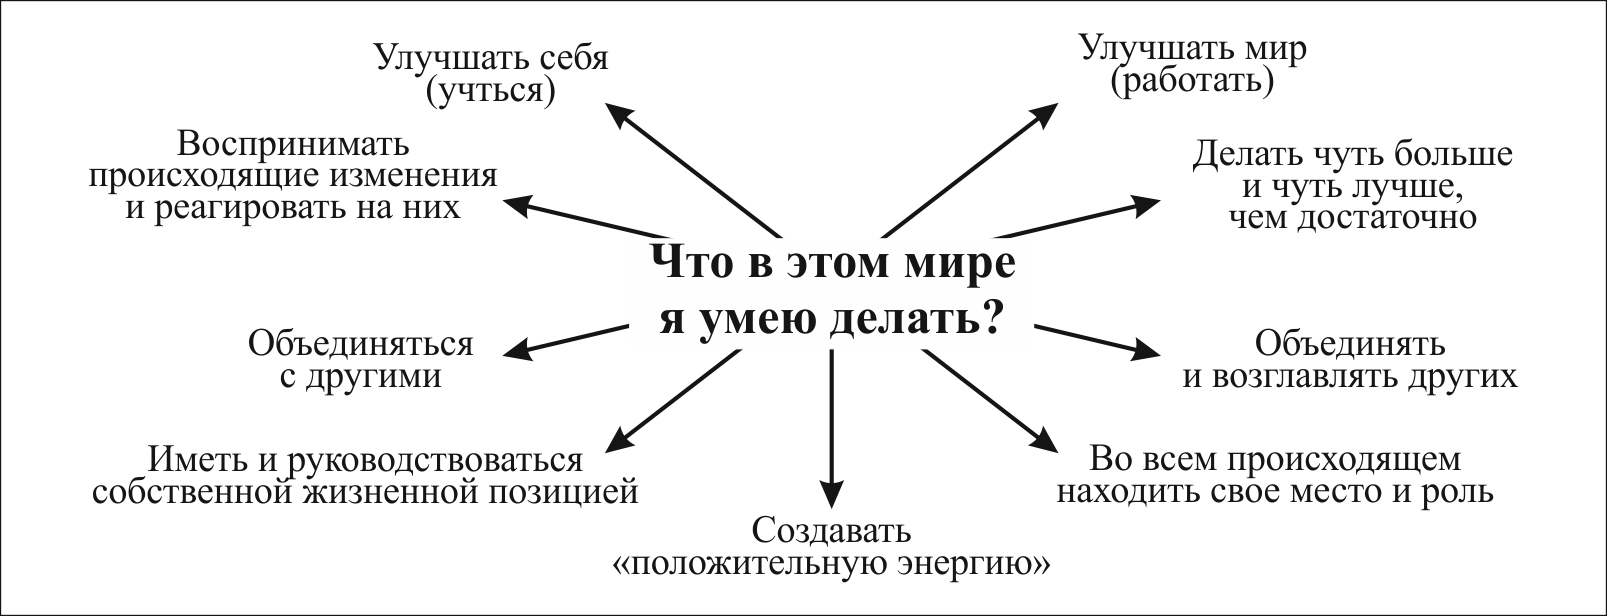 Улучшать себя
(учться)
Улучшать мир
(работать)
Воспринимать
происходящие изменения
и реагировать на них
Делать чуть больше
и чуть лучше,
чем достаточно
Что в этом мире
я умею делать?
Объединяться
с другими
Объединять
и возглавлять других
Иметь и руководствоваться
собственной жизненной позицией
Во всем происходящем
находить свое место и роль
Создавать
«положительную энергию»